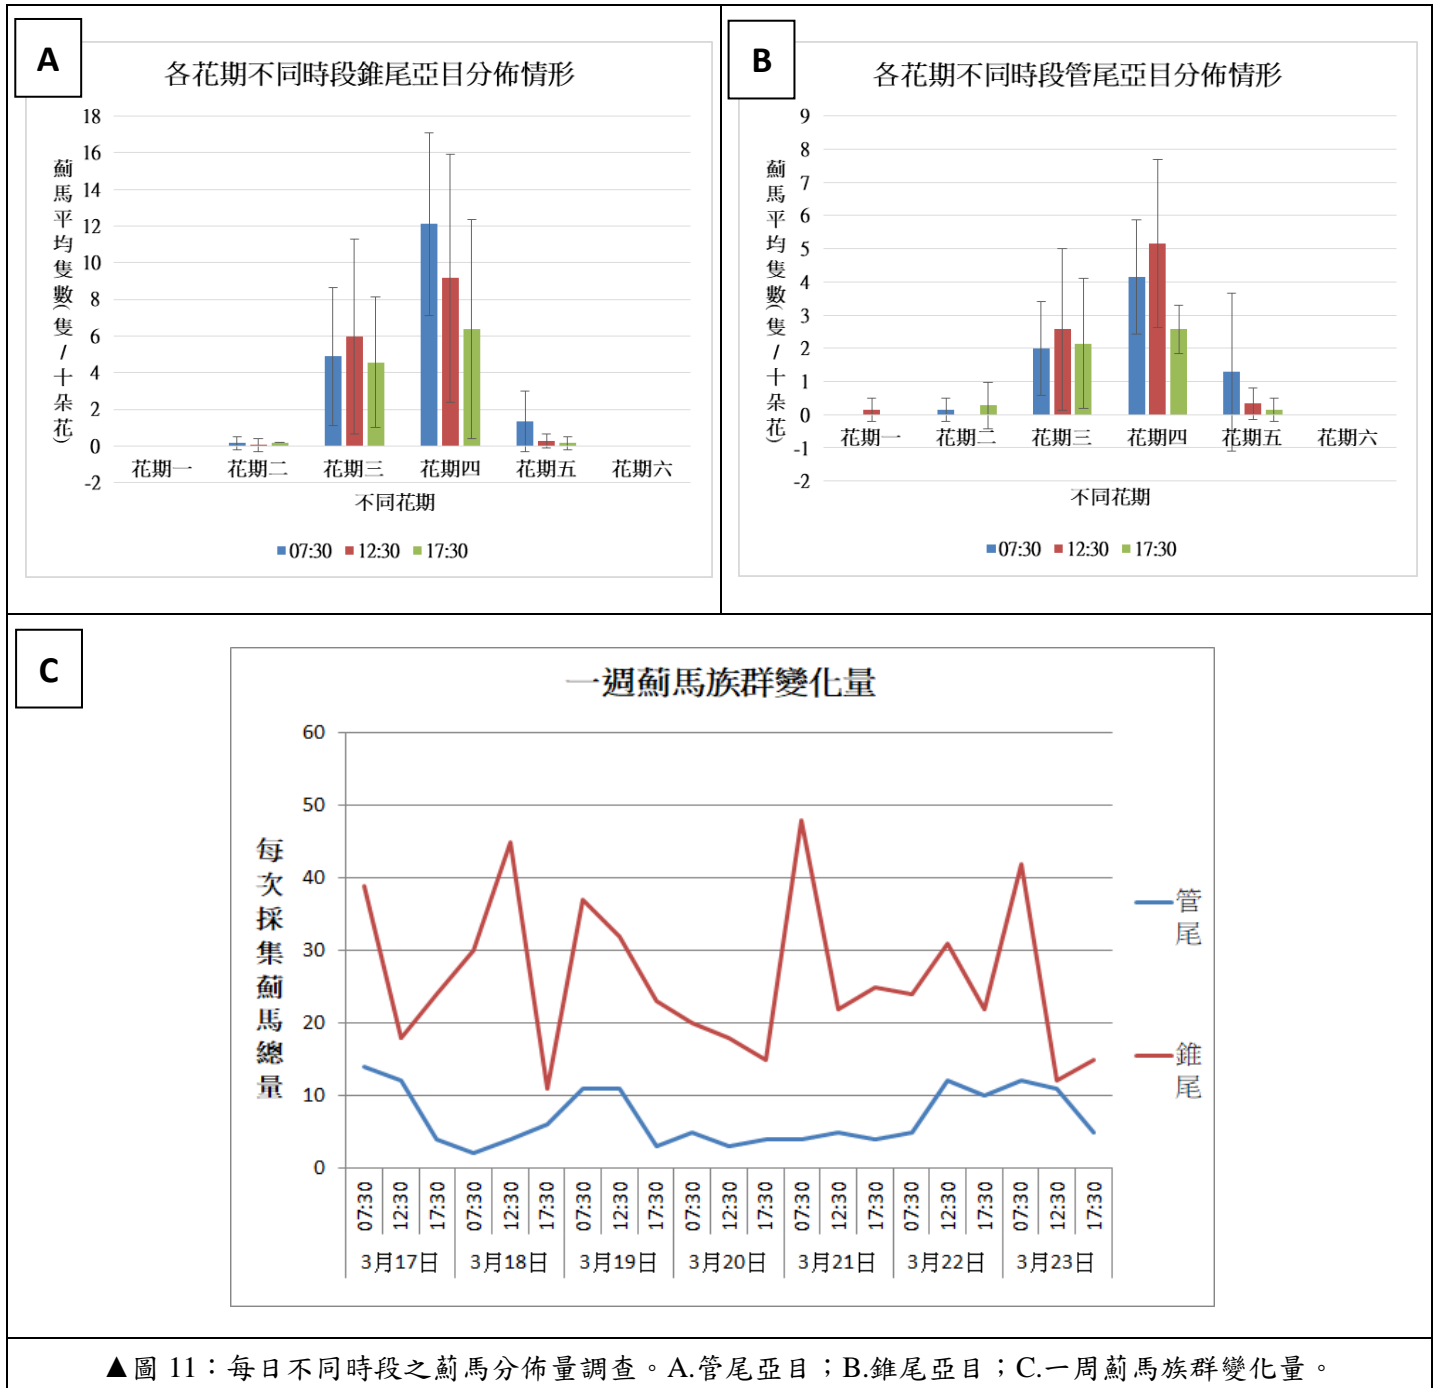 A
各花期不同時段錐尾亞目分佈情形
薊馬平均隻數(隻/十朵花)
18
16
14
12
10
8
6
4
2
0
-2
花期一 花期二 花期三 花期四 花期五 花期六
不同花期
07:30 12:30 17:30
B
各花期不同時段管尾亞目分佈情形
薊馬平均隻數(隻/十朵花)
9
8
7
6
5
4
3
2
1
0
-1
-2
花期一 花期二 花期三 花期四 花期五 花期六
不同花期
07:30 12:30 17:30
C
一週薊馬族群變化量
每次採集薊馬總量
60
50
40
30
20
10
0
07:30 12:30 17:30 07:30 12:30 17:30 07:30 12:30 17:30 07:30 12:30 17:30 07:30 12:30 17:30 07:30 12:30 17:30 07:30 12:30 17:30
3月17日 3月18日 3月19日 3月20日 3月21日 3月22日 3月23日
管尾
錐尾
▲圖 11：每日不同時段之薊馬分佈量調查。A.管尾亞目；B.錐尾亞目；C.一周薊馬族群變化量。